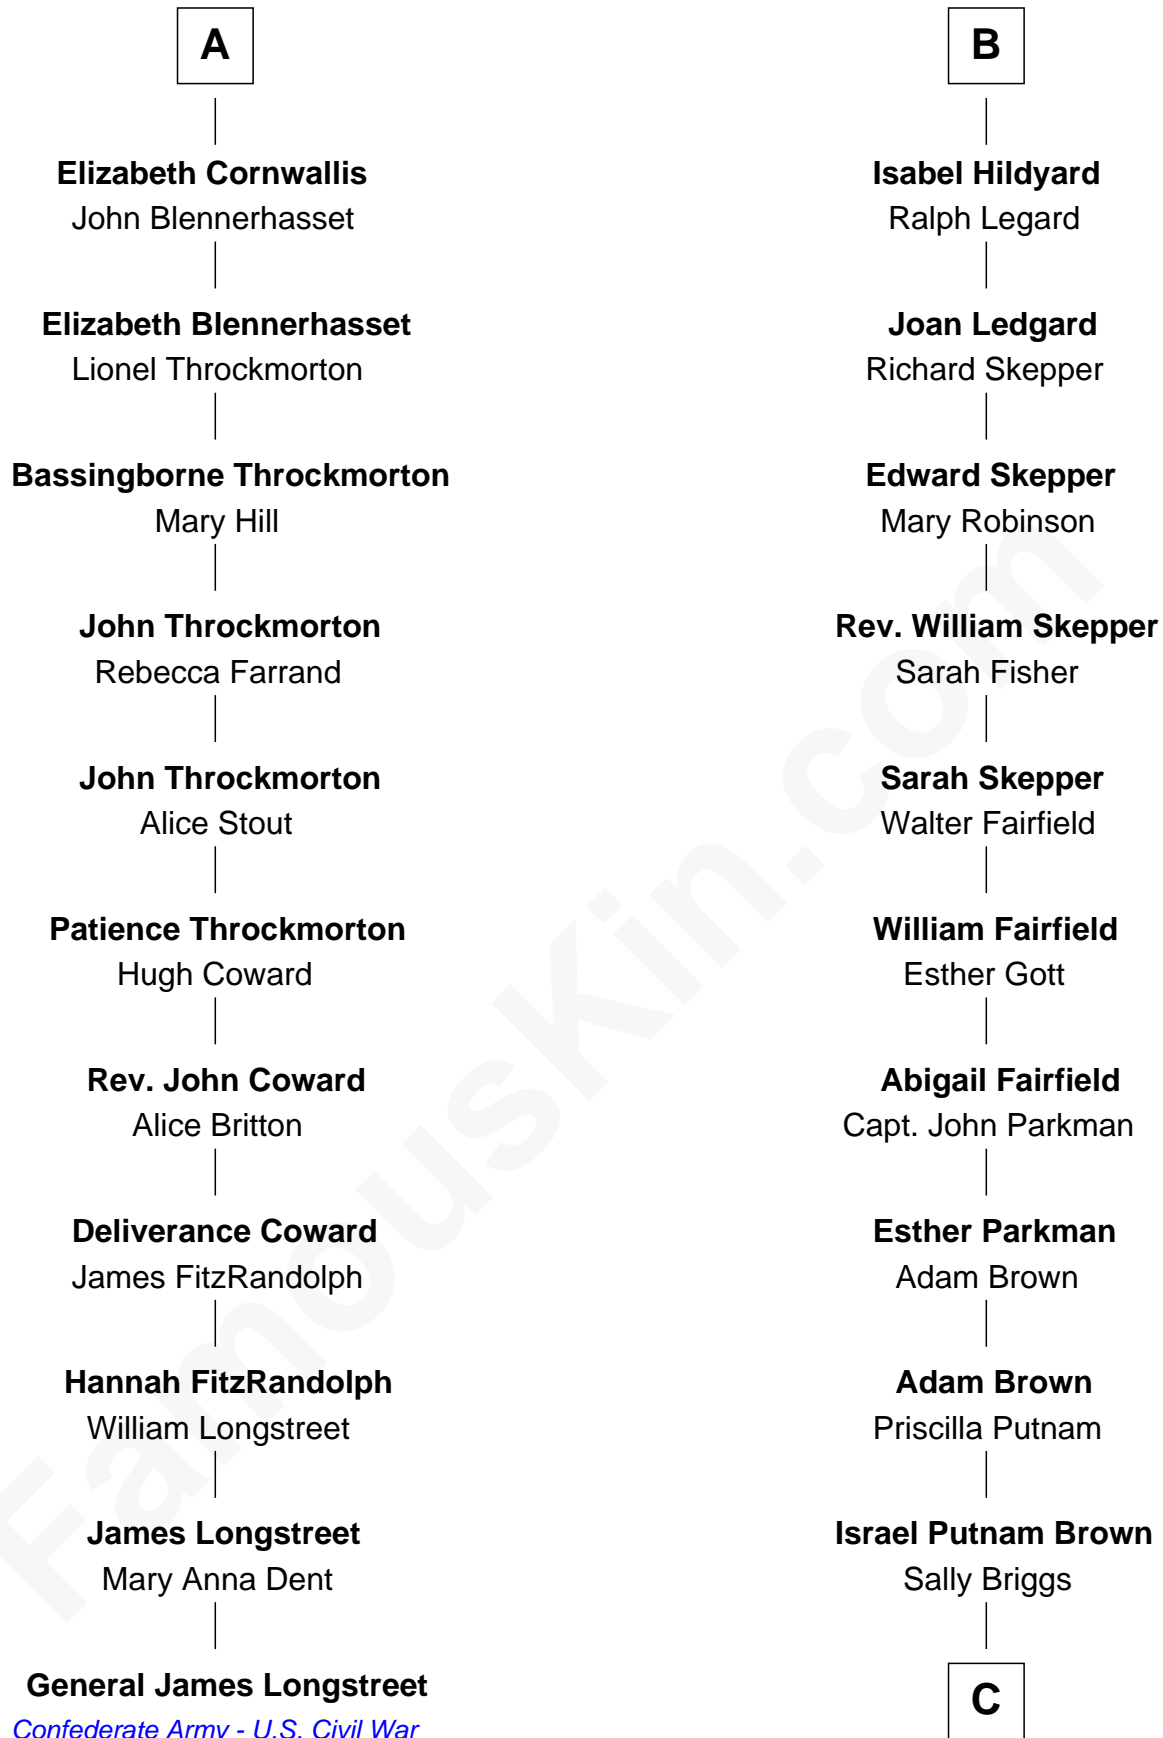 A
Elizabeth Cornwallis
John Blennerhasset
Elizabeth Blennerhasset
Lionel Throckmorton
Bassingborne Throckmorton
Mary Hill
John Throckmorton
Rebecca Farrand
John Throckmorton
Alice Stout
Patience Throckmorton
Hugh Coward
Rev. John Coward
Alice Britton
Deliverance Coward
James FitzRandolph
Hannah FitzRandolph
William Longstreet
James Longstreet
Mary Anna Dent
General James Longstreet
Confederate Army - U.S. Civil War
B
Isabel Hildyard
Ralph Legard
Joan Ledgard
Richard Skepper
Edward Skepper
Mary Robinson
Rev. William Skepper
Sarah Fisher
Sarah Skepper
Walter Fairfield
William Fairfield
Esther Gott
Abigail Fairfield
Capt. John Parkman
Esther Parkman
Adam Brown
Adam Brown
Priscilla Putnam
Israel Putnam Brown
Sally Briggs
C
FamousKin.com